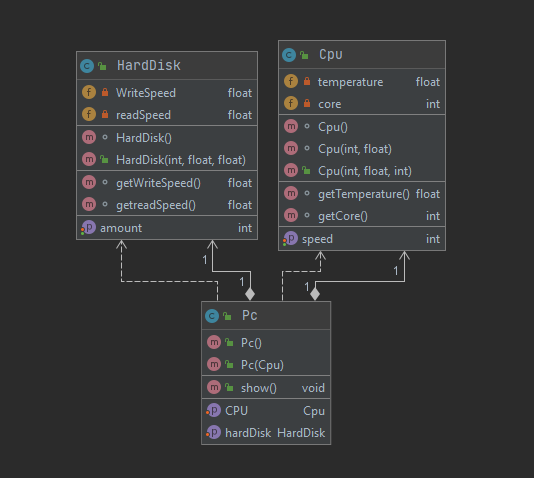 HardDisk
WriteSpeed float
readSpeed float
HardDisk()
HardDisk(int, float, float)
getWriteSpeed() float
getreadSpeed() float
amount int
Cpu
temperature float
core int
Cpu()
Cpu(int, float)
Cpu(int, float, int)
getTemperature() float
getCore() int
speed int
1
1
1
1
Pc
Pc()
Pc(Cpu)
show() void
CPU Cpu
hardDisk HardDisk